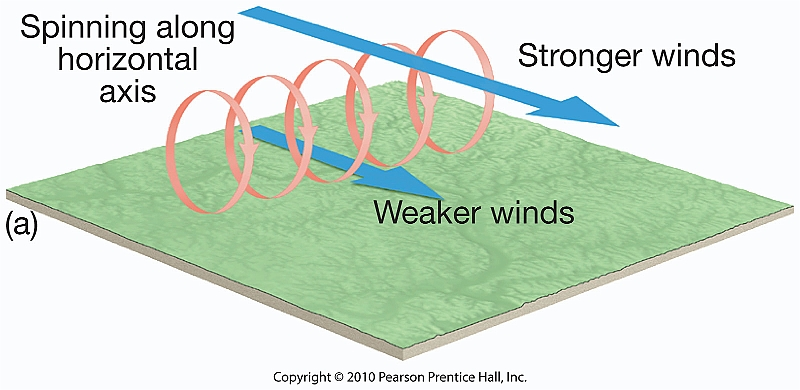 Spinning along
horizontal
axis
Stronger winds
Weaker winds
(a)
Copyright © 2010 Pearson Prentice Hall, Inc.